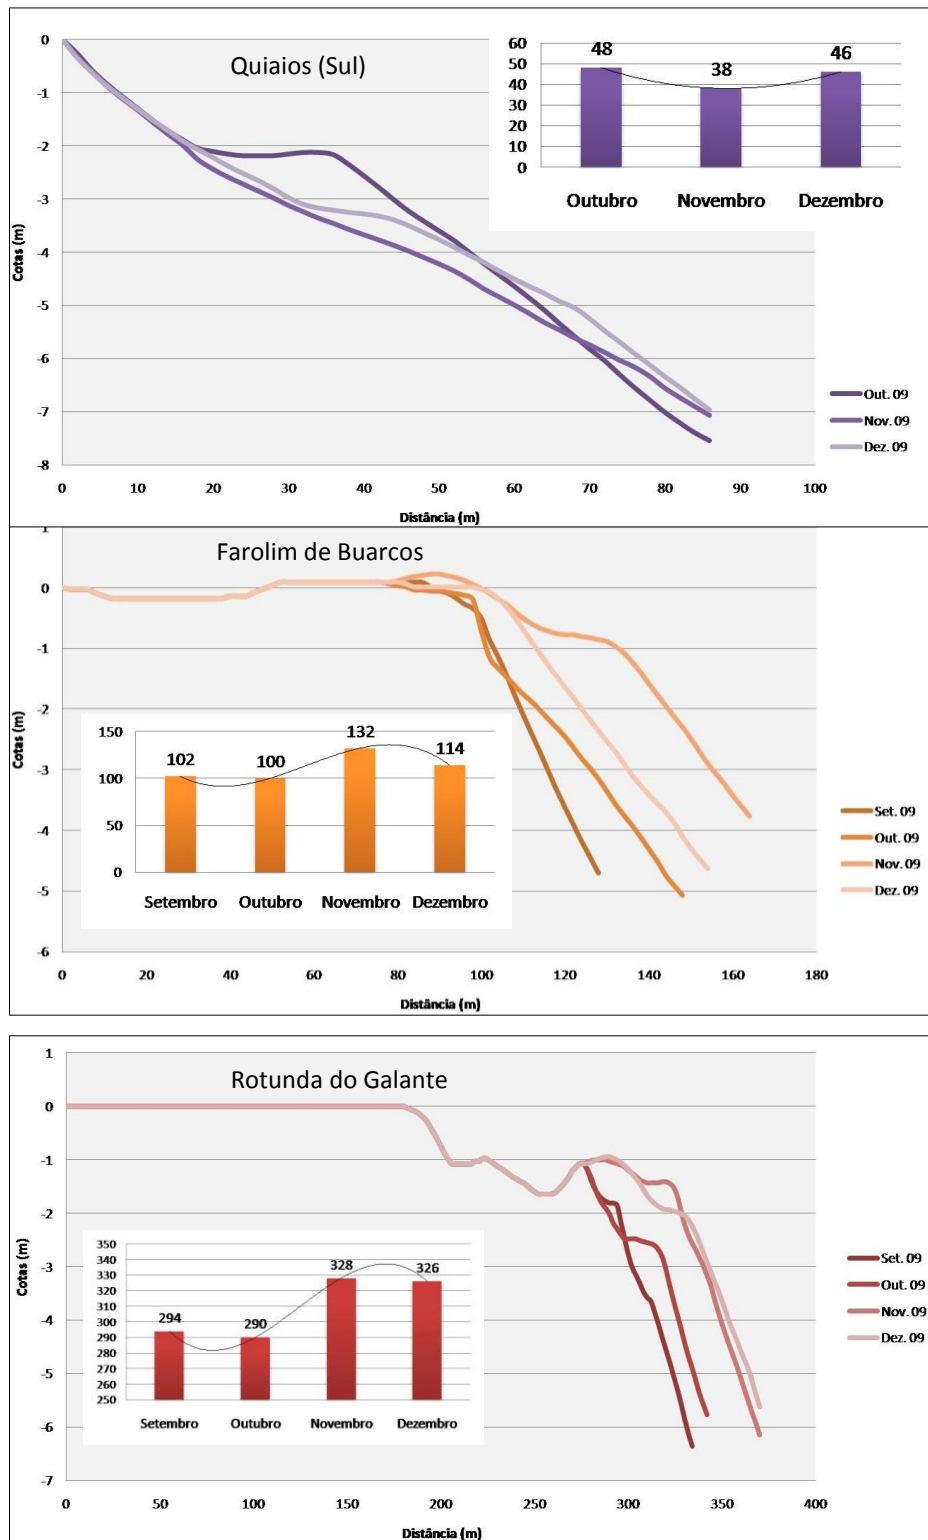 Quiaios (Sul)
0
-1
-2
-3
-4
-5
-6
-7
-8
Cotas (m)
0 10 20 30 40 50 60 70 80 90 100
Distância (m)
60
50
40
30
20
10
0
48 38 46
Outubro Novembro Dezembro
Out. 09
Nov. 09
Dez. 09
Farolim de Buarcos
1
0
-1
-2
-3
-4
-5
-6
Cotas (m)
0 20 40 60 80 100 120 140 160 180
Distância (m)
150
100
50
0
102 100 132 114
Setembro Outubro Novembro Dezembro
Set. 09
Out. 09
Nov. 09
Dez. 09
Rotunda do Galante
1
0
-1
-2
-3
-4
-5
-6
-7
Cotas (m)
0 50 100 150 200 250 300 350 400
Distância (m)
350
340
330
320
310
300
290
280
270
260
250
294 290 328 326
Setembro Outubro Novembro Dezembro
Set. 09
Out. 09
Nov. 09
Dez. 09